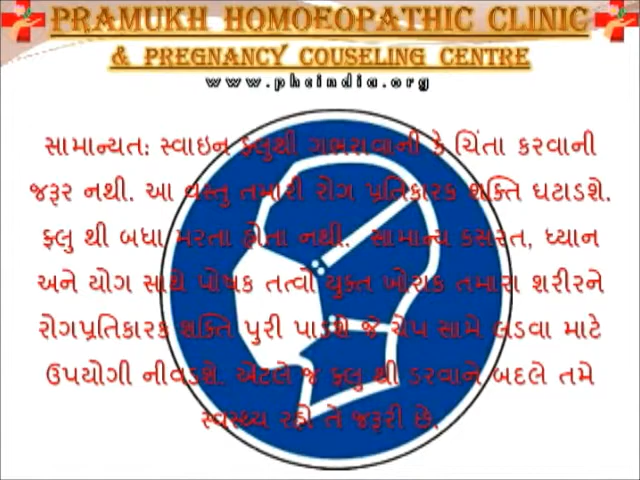 PRAMUKH HOMOEOPATHIC CLINIC
& PREGNANCY COUSELING CENTRE
www.phcindia.org
સામાન્યત: સ્વાઇન ફ્લુથી ગભરાવાની કે ચિંતા કરવાની
જરૂર નથી. આ વસ્તુ તમારી રોગ પ્રતિકારક શક્તિ ઘટાડશે.
ફ્લુ થી બધા મરતા હોતા નથી. સામાન્ય કસરત, ધ્યાન
અને યોગ સાથે પોષક તત્વો યુક્ત ખોરાક તમારા શરીરને
રોગપ્રતિકારક શક્તિ પુરી પાડશે જે ચેપ સામે લડવા માટે
ઉપયોગી નીવડશે. એટલે જ ફ્લુ થી ડરવાને બદલે તમે
સ્વસ્થ્ય રહો તે જરૂરી છે.